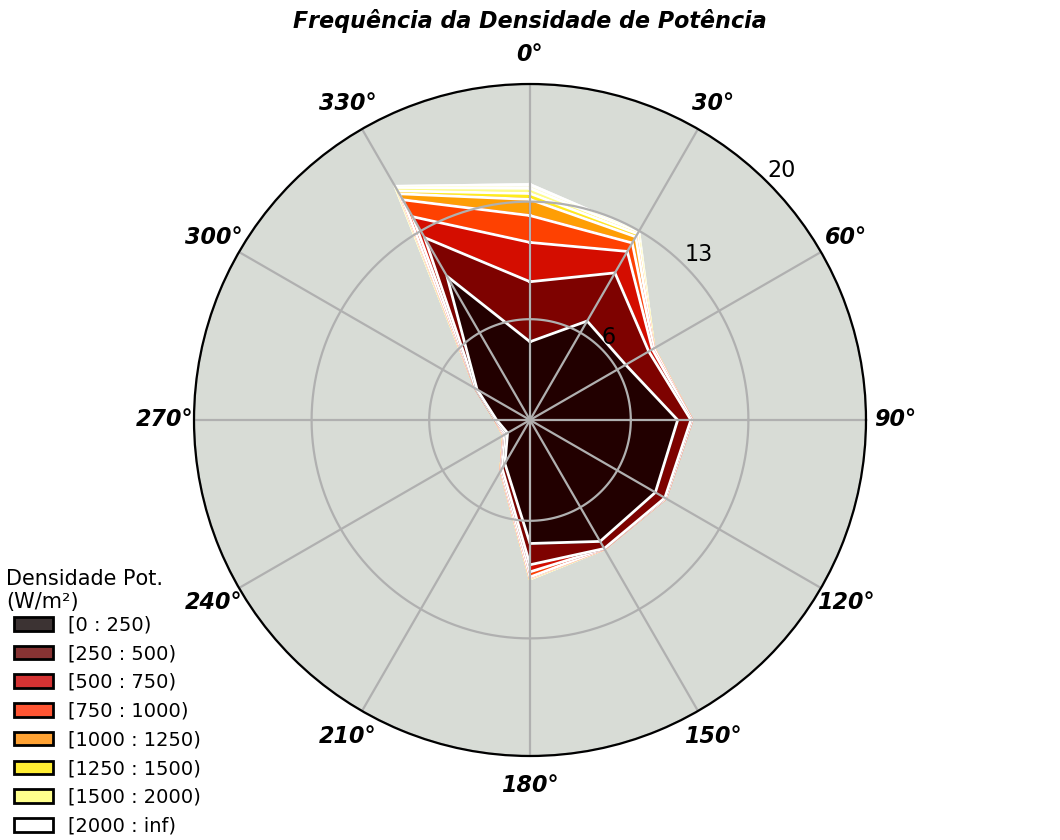 Frequência da Densidade de Potência
0°
330°
30°
20
300°
60°
13
6
270°
90°
240°
120°
210°
150°
180°
Densidade Pot.
(W/m²)
[0 : 250)
[250 : 500)
[500 : 750)
[750 : 1000)
[1000 : 1250)
[1250 : 1500)
[1500 : 2000)
[2000 : inf)